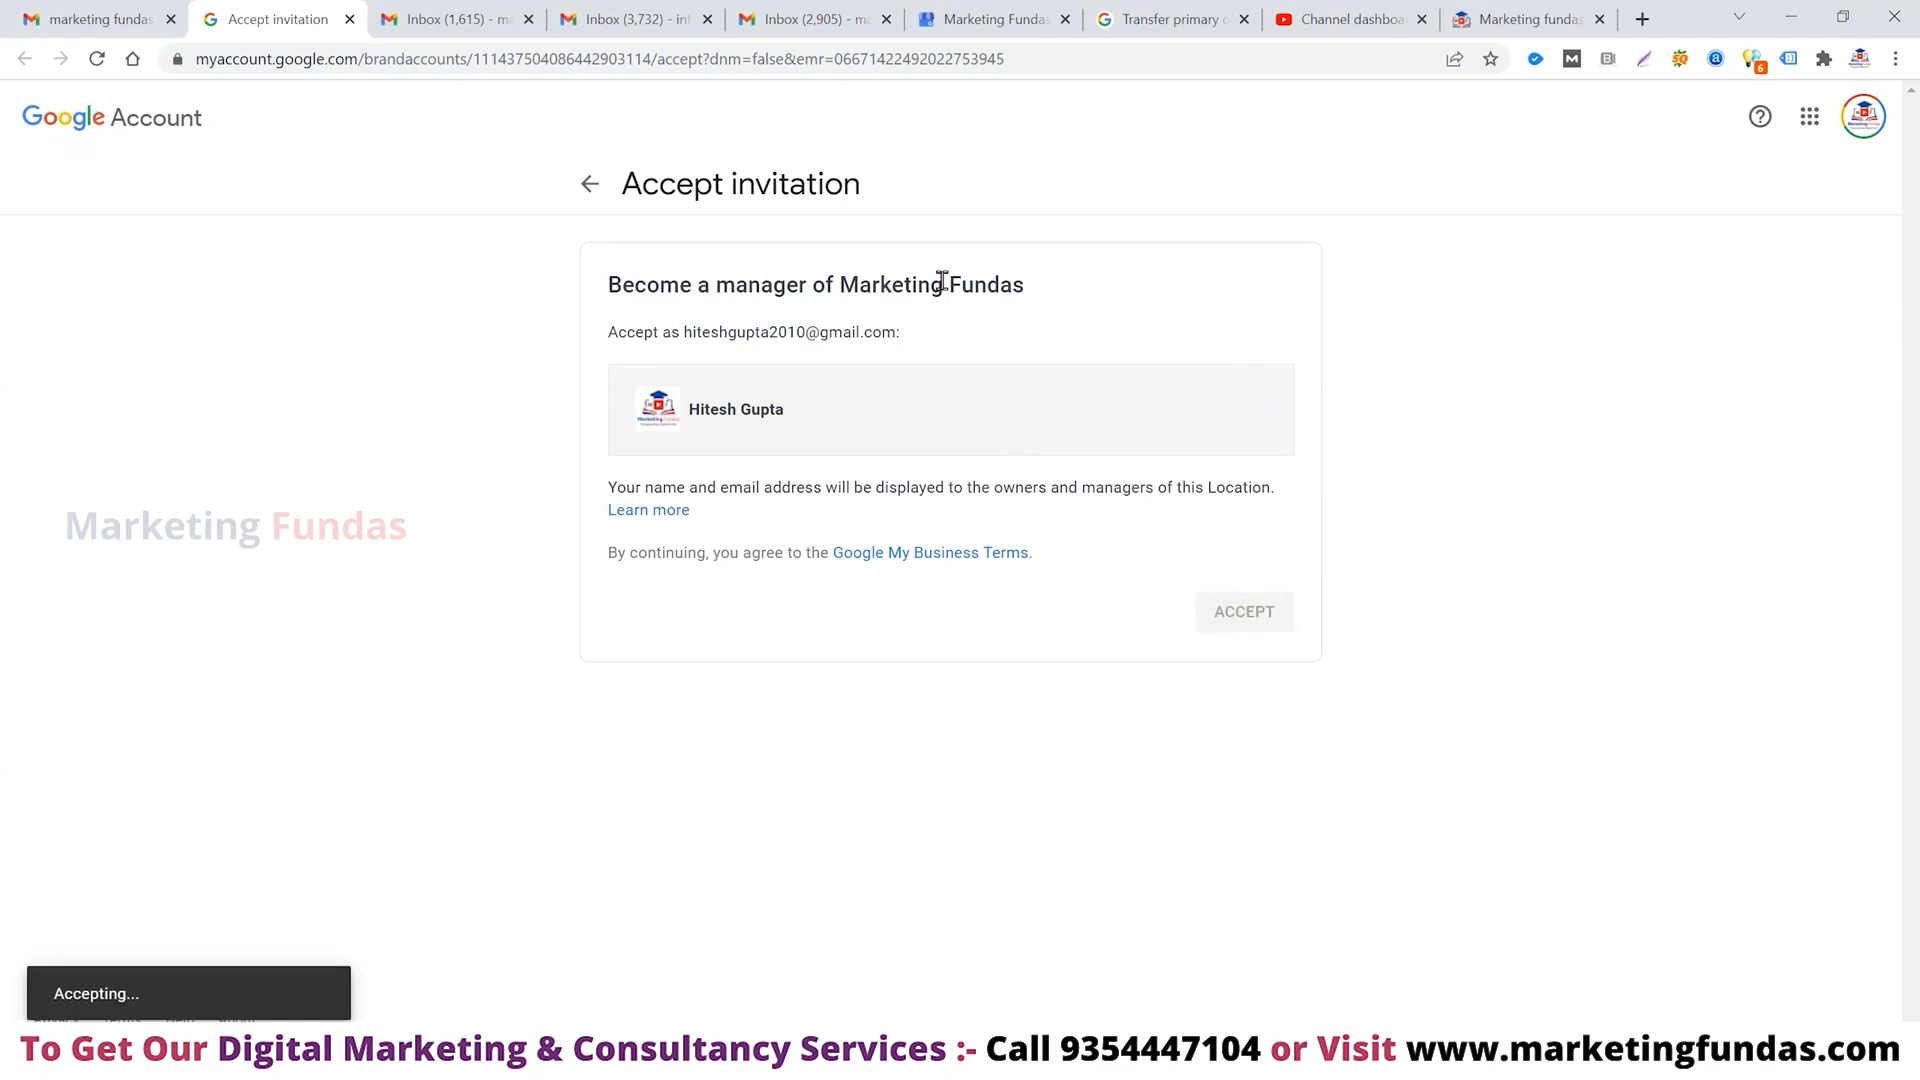 marketing fundas
Accept invitation
Inbox (1,615) - m
Inbox (3,732) - inf
Inbox (2,905) - ma
Marketing Fundas
Transfer primary o
Channel dashboa
Marketing fundas
myaccount.google.com/brandaccounts/111437504086442903114/accept?dnm=false&emr=06671422492022753945
6
Google Account
Accept invitation
Become a manager of Marketing Fundas
Accept as hiteshgupta2010@gmail.com:
Hitesh Gupta
Your name and email address will be displayed to the owners and managers of this Location.
Learn more
Marketing Fundas
By continuing, you agree to the Google My Business Terms.
ACCEPT
Accepting...
To Get Our Digital Marketing & Consultancy Services :- Call 9354447104 or Visit www.marketingfundas.com